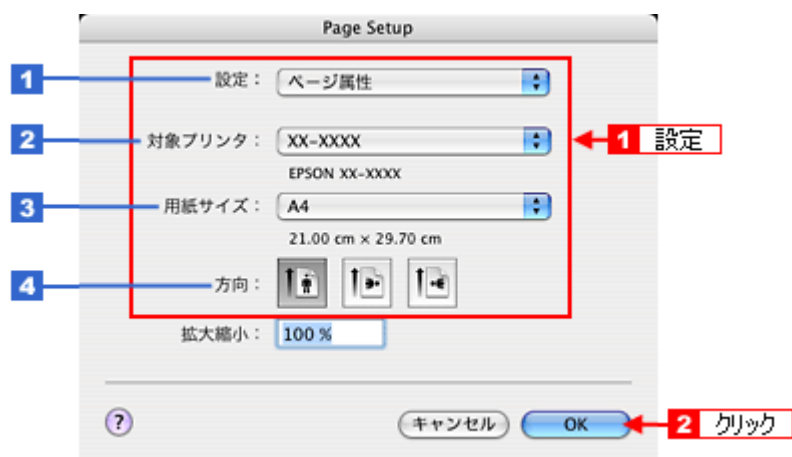 Page Setup
1 設定： ページ属性
2 対象プリンタ： XX-XXXX 1 設定
EPSON XX-XXXX
3 用紙サイズ： A4
21.00 cm × 29.70 cm
4 方向：
拡大縮小： 100 %
? キャンセル OK 2 クリック